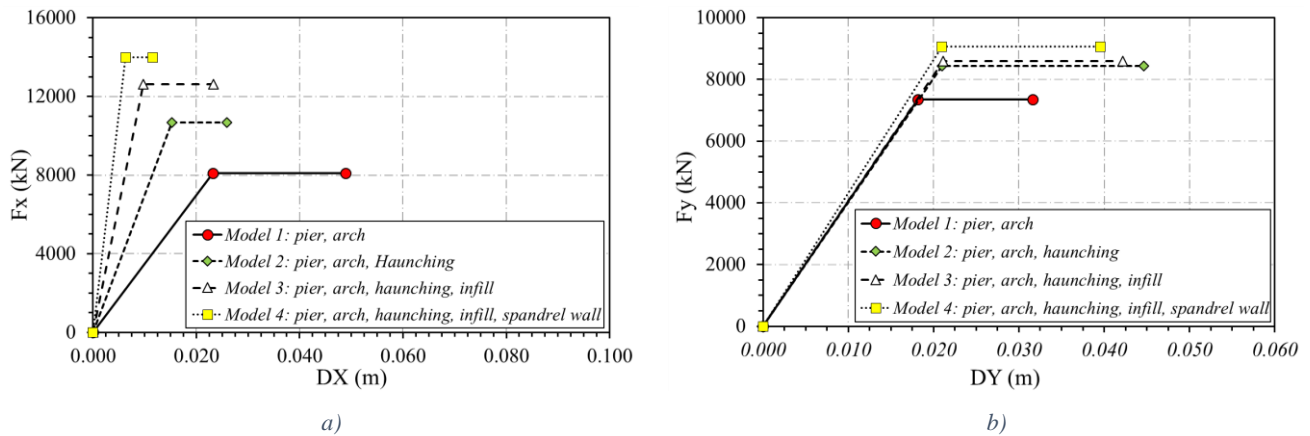 16000
12000
8000
4000
0
Fx (kN)
0.000 0.020 0.040 0.060 0.080 0.100
DX (m)
Model 1: pier, arch
Model 2: pier, arch, Haunching
Model 3: pier, arch, haunching, infill
Model 4: pier, arch, haunching, infill, spandrel wall
a)
10000
8000
6000
4000
2000
0
Fy (kN)
0.000 0.010 0.020 0.030 0.040 0.050 0.060
DY (m)
Model 1: pier, arch
Model 2: pier, arch, haunching
Model 3: pier, arch, haunching, infill
Model 4: pier, arch, haunching, infill, spandrel wall
b)